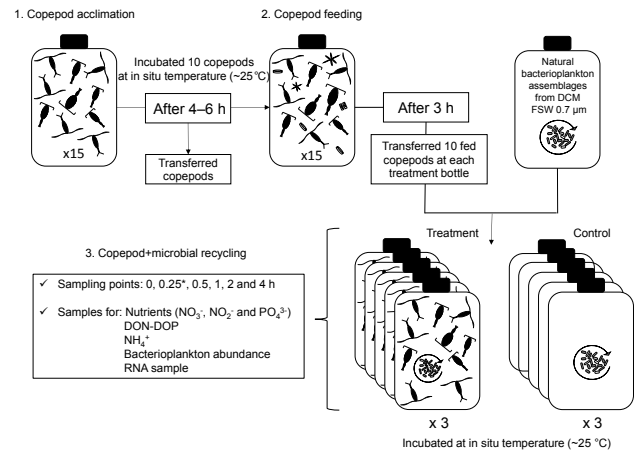 1. Copepod acclimation
2. Copepod feeding
Incubated 10 copepods
at in situ temperature (~25 °C)
After 4–6 h
Transferred
copepods
x15
x15
After 3 h
Transferred 10 fed
copepods at each
treatment bottle
Natural
bacterioplankton
assemblages
from DCM
FSW 0.7 µm
3. Copepod+microbial recycling
✓ Sampling points: 0, 0.25*, 0.5, 1, 2 and 4 h
✓ Samples for: Nutrients (NO₃⁻, NO₂⁻ and PO₄³⁻)
DON-DOP
NH₄⁺
Bacterioplankton abundance
RNA sample
Treatment
Control
x 3
x 3
Incubated at in situ temperature (~25 °C)